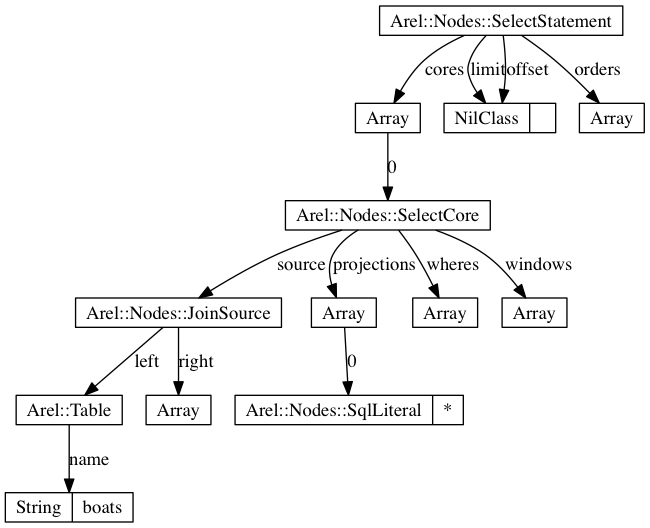 Arel::Nodes::SelectStatement
cores limit offset orders
Array NilClass Array
0
Arel::Nodes::SelectCore
source projections wheres windows
Arel::Nodes::JoinSource Array Array Array
left right 0
Arel::Table Array Arel::Nodes::SqlLiteral *
name
String boats